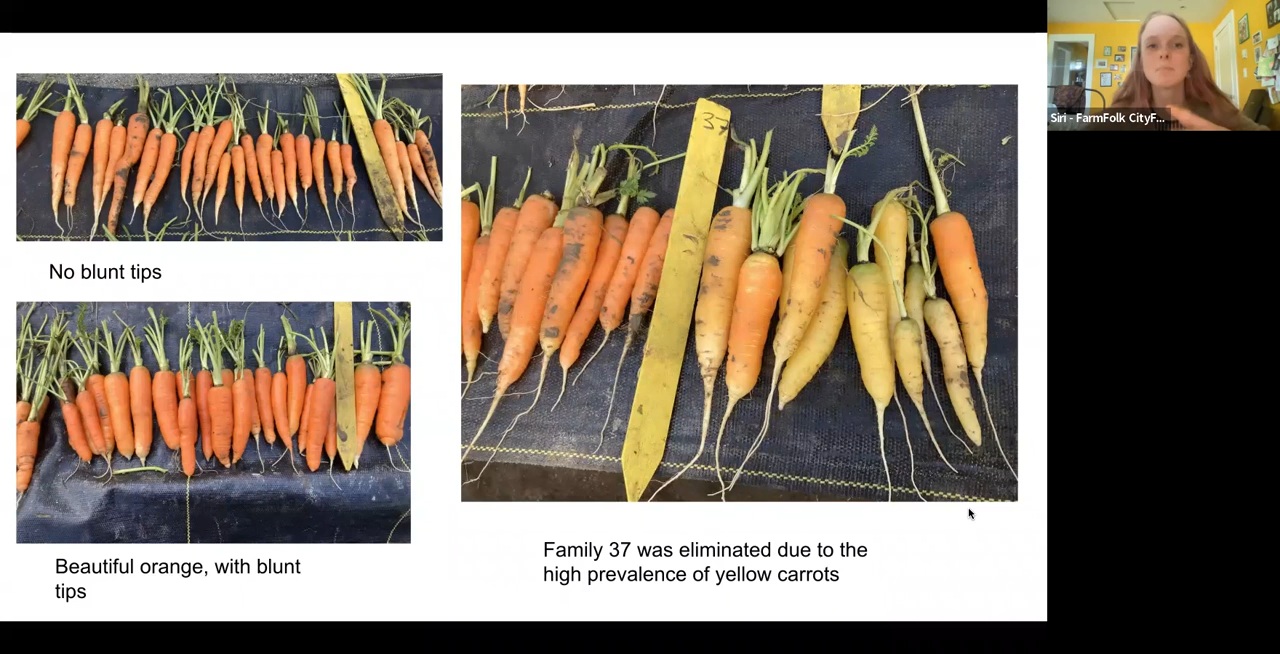 Siri - FarmFolk CityF...
37
No blunt tips
Beautiful orange, with blunt
tips
Family 37 was eliminated due to the
high prevalence of yellow carrots